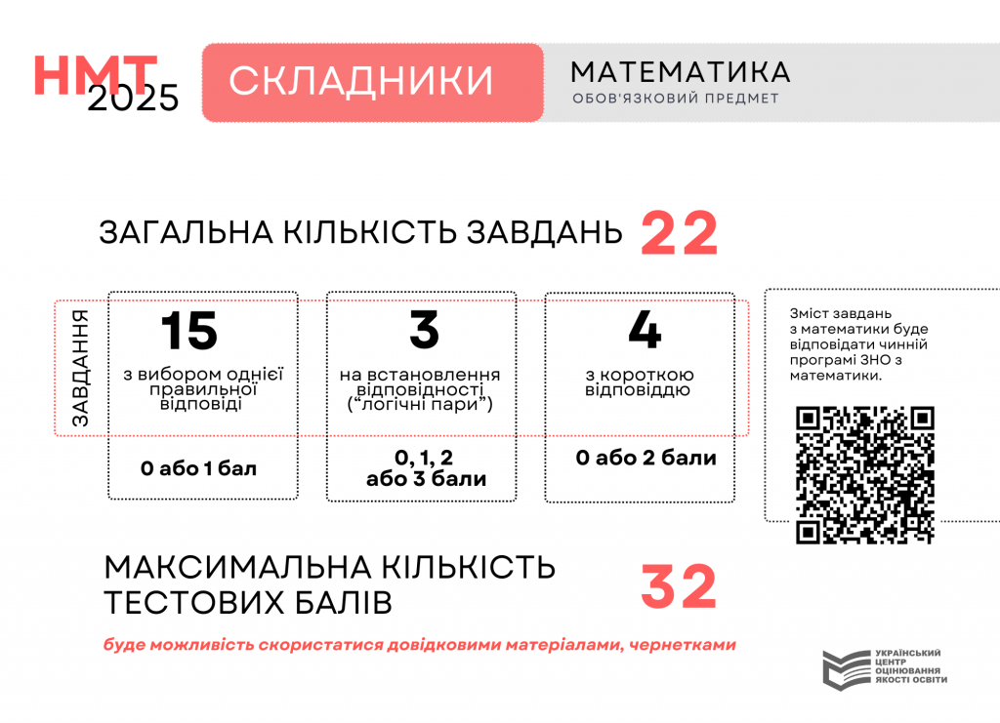 НМТ
2025
СКЛАДНИКИ
МАТЕМАТИКА
ОБОВ'ЯЗКОВИЙ ПРЕДМЕТ
ЗАГАЛЬНА КІЛЬКІСТЬ ЗАВДАНЬ 22
ЗАВДАННЯ
15
з вибором однієї
правильної
відповіді
0 або 1 бал
3
на встановлення
відповідності
(“логічні пари”)
0, 1, 2
або 3 бали
4
з короткою
відповіддю
0 або 2 бали
Зміст завдань
з математики буде
відповідати чинній
програмі ЗНО з
математики.
МАКСИМАЛЬНА КІЛЬКІСТЬ
ТЕСТОВИХ БАЛІВ
32
буде можливість скористатися довідковими матеріалами, чернетками
УКРАЇНСЬКИЙ
ЦЕНТР
ОЦІНЮВАННЯ
ЯКОСТІ ОСВІТИ